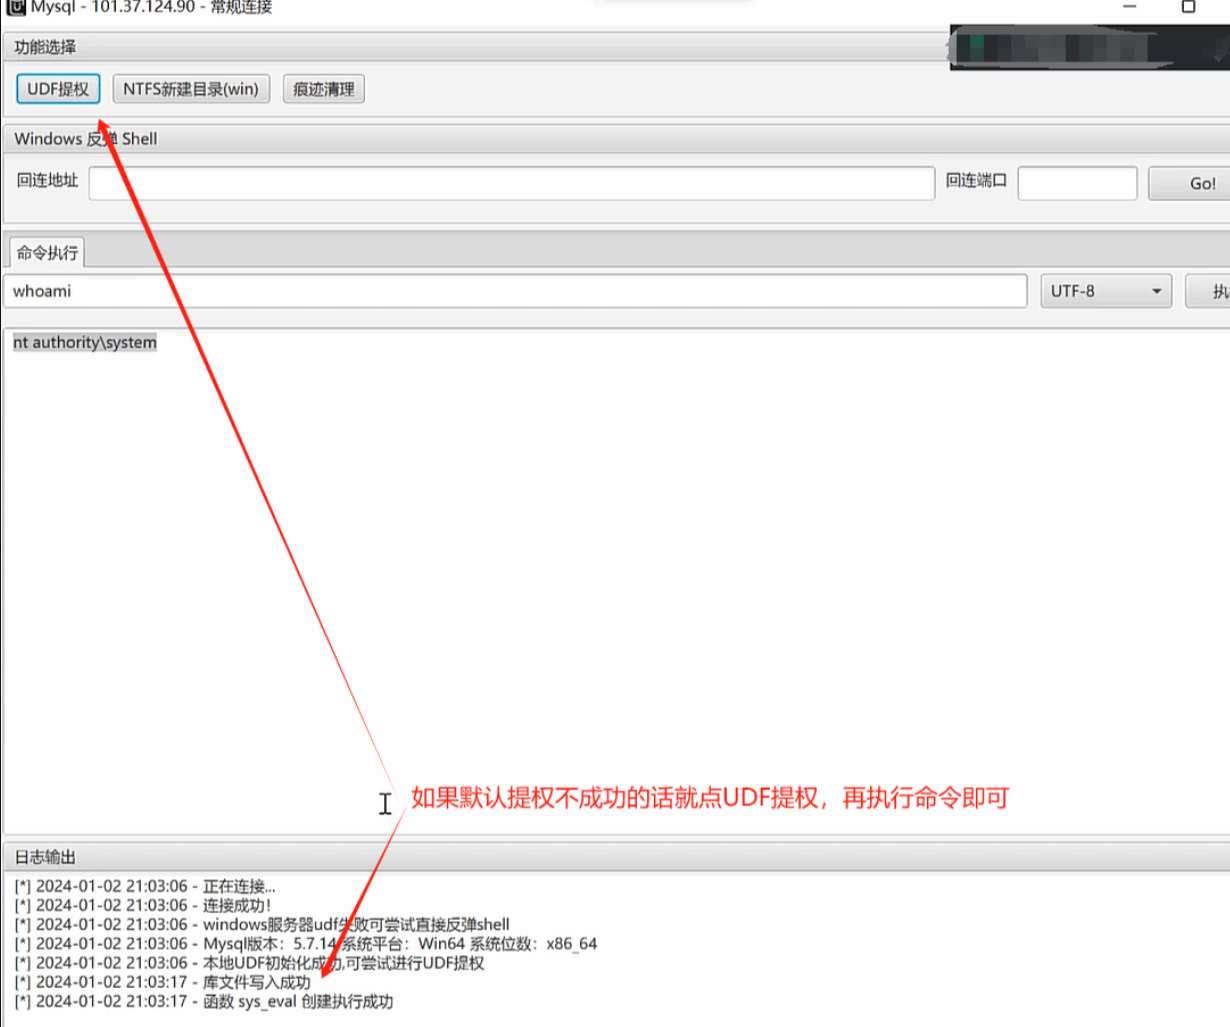 Mysql - 101.37.124.90 - 常规连接
功能选择
UDF提权 NTFS新建目录(win) 痕迹清理
Windows 反弹 Shell
回连地址 回连端口 Go!
命令执行
whoami UTF-8 执
nt authority\system
如果默认提权不成功的话就点UDF提权，再执行命令即可
日志输出
[*] 2024-01-02 21:03:06 - 正在连接...
[*] 2024-01-02 21:03:06 - 连接成功!
[*] 2024-01-02 21:03:06 - windows服务器udf失败可尝试直接反弹shell
[*] 2024-01-02 21:03:06 - Mysql版本：5.7.14 系统平台：Win64 系统位数：x86_64
[*] 2024-01-02 21:03:06 - 本地UDF初始化成功,可尝试进行UDF提权
[*] 2024-01-02 21:03:17 - 库文件写入成功
[*] 2024-01-02 21:03:17 - 函数 sys_eval 创建执行成功